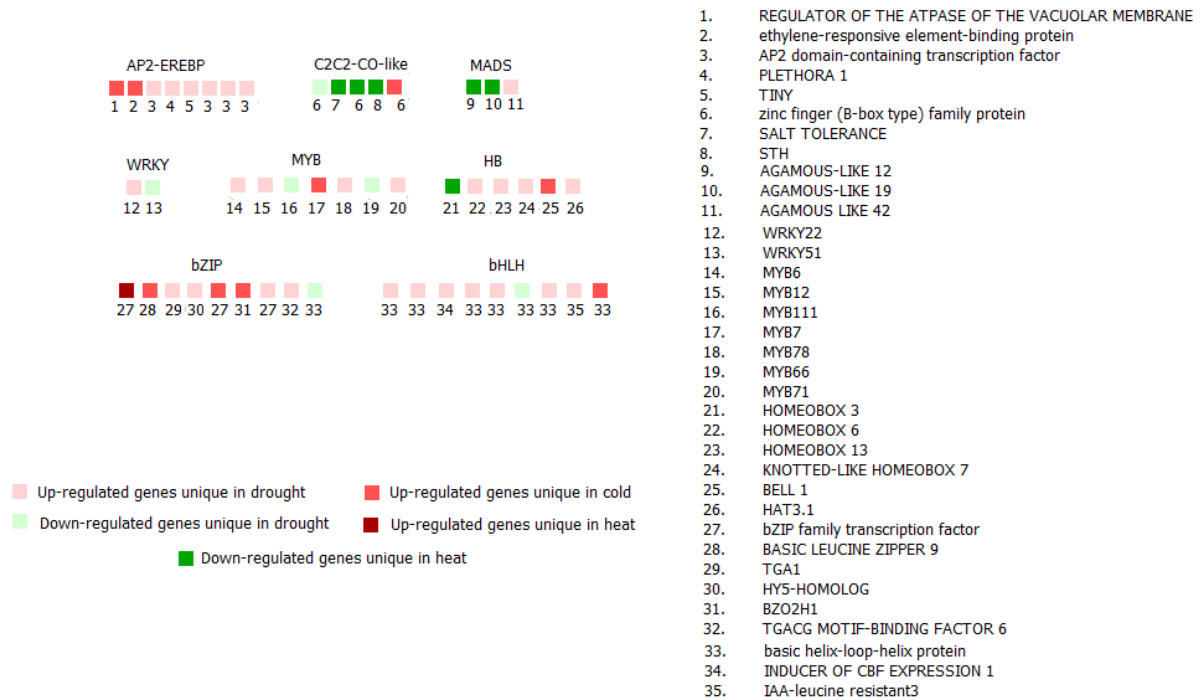 AP2-EREBP
1 2 3 4 5 3 3 3
C2C2-CO-like
6 7 6 8 6
MADS
9 10 11
WRKY
12 13
MYB
14 15 16 17 18 19 20
HB
21 22 23 24 25 26
bZIP
27 28 29 30 27 31 27 32 33
bHLH
33 33 34 33 33 33 33 35 33
Up-regulated genes unique in drought
Up-regulated genes unique in cold
Down-regulated genes unique in drought
Up-regulated genes unique in heat
Down-regulated genes unique in heat
1. REGULATOR OF THE ATPASE OF THE VACUOLAR MEMBRANE
2. ethylene-responsive element-binding protein
3. AP2 domain-containing transcription factor
4. PLETHORA 1
5. TINY
6. zinc finger (B-box type) family protein
7. SALT TOLERANCE
8. STH
9. AGAMOUS-LIKE 12
10. AGAMOUS-LIKE 19
11. AGAMOUS LIKE 42
12. WRKY22
13. WRKY51
14. MYB6
15. MYB12
16. MYB111
17. MYB7
18. MYB78
19. MYB66
20. MYB71
21. HOMEOBOX 3
22. HOMEOBOX 6
23. HOMEOBOX 13
24. KNOTTED-LIKE HOMEOBOX 7
25. BELL 1
26. HAT3.1
27. bZIP family transcription factor
28. BASIC LEUCINE ZIPPER 9
29. TGA1
30. HY5-HOMOLOG
31. BZO2H1
32. TGACG MOTIF-BINDING FACTOR 6
33. basic helix-loop-helix protein
34. INDUCER OF CBF EXPRESSION 1
35. IAA-leucine resistant3